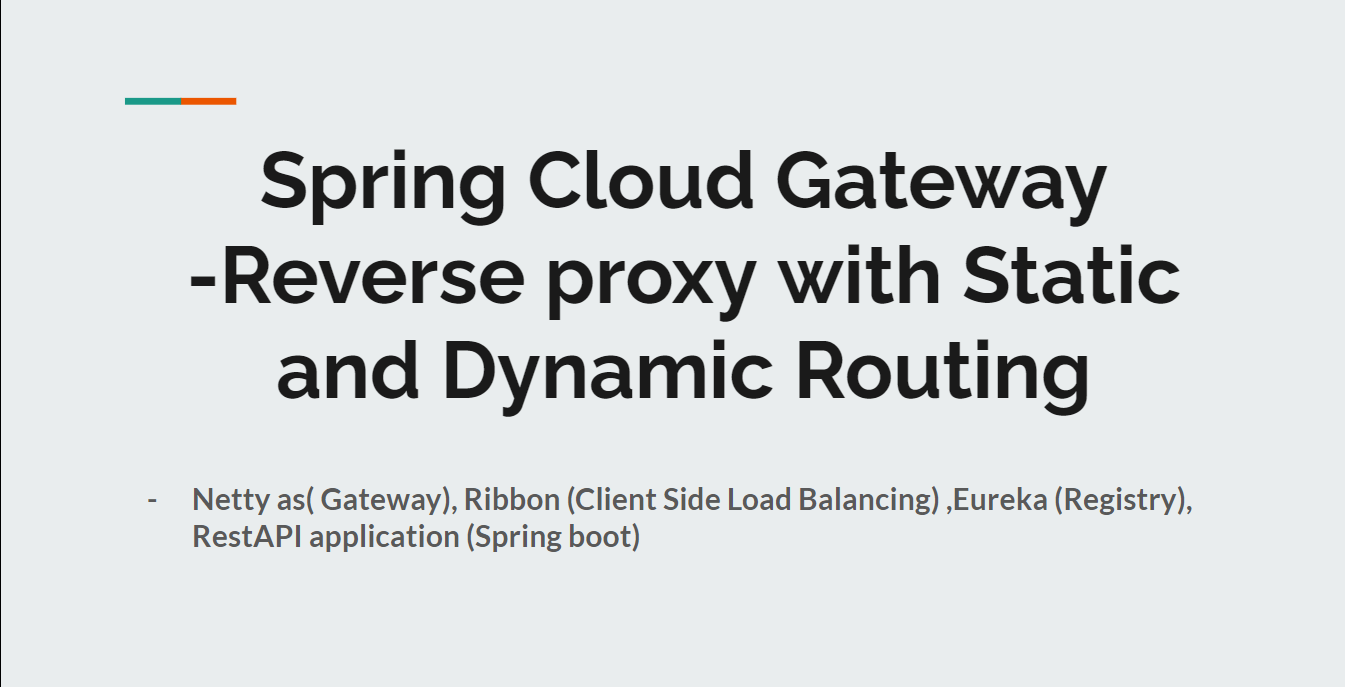 Spring Cloud Gateway
-Reverse proxy with Static
and Dynamic Routing
- Netty as( Gateway), Ribbon (Client Side Load Balancing) ,Eureka (Registry),
RestAPI application (Spring boot)